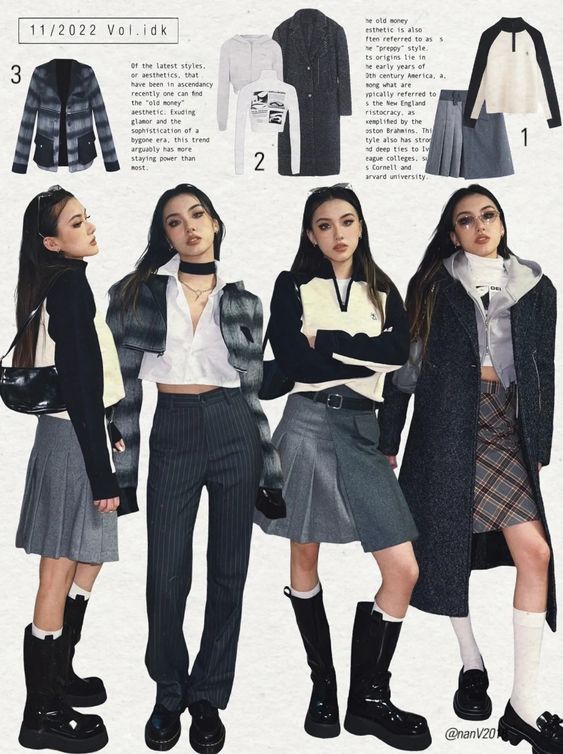 11/2022 Vol.idk
3
Of the latest styles,
or aesthetics, that
have been in ascendancy
recently one can find
the "old money"
aesthetic. Exuding
glamor and the
sophistication of a
bygone era, this trend
arguably has more
staying power than
most.
2
he old money
esthetic is also
ften referred to as
he "preppy" style.
ts origins lie in
he early years of
0th century America, a
mong what are
ypically referred to
s the New England
ristocracy, as
xemplified by the
oston Brahmins. Thi
tyle also has stron
nd deep ties to Iv
eague colleges, su
s Cornell and
arvard university.
1
@nanV201